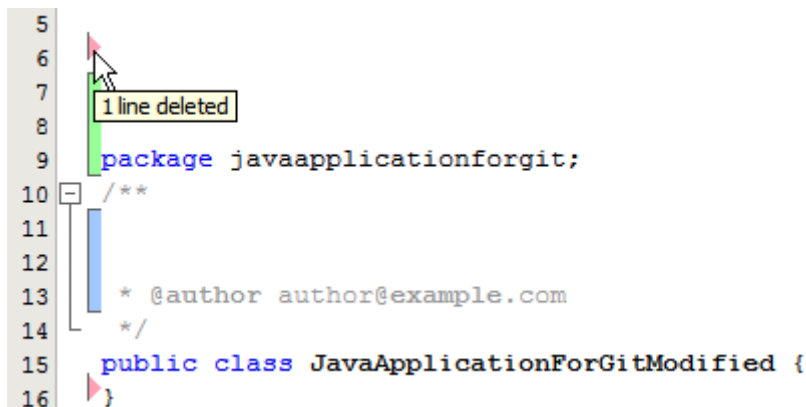 5
6
7
1 line deleted
8
9 package javaapplicationforgit;
10 /**
11
12
13 * @author author@example.com
14 */
15 public class JavaApplicationForGitModified {
16 }